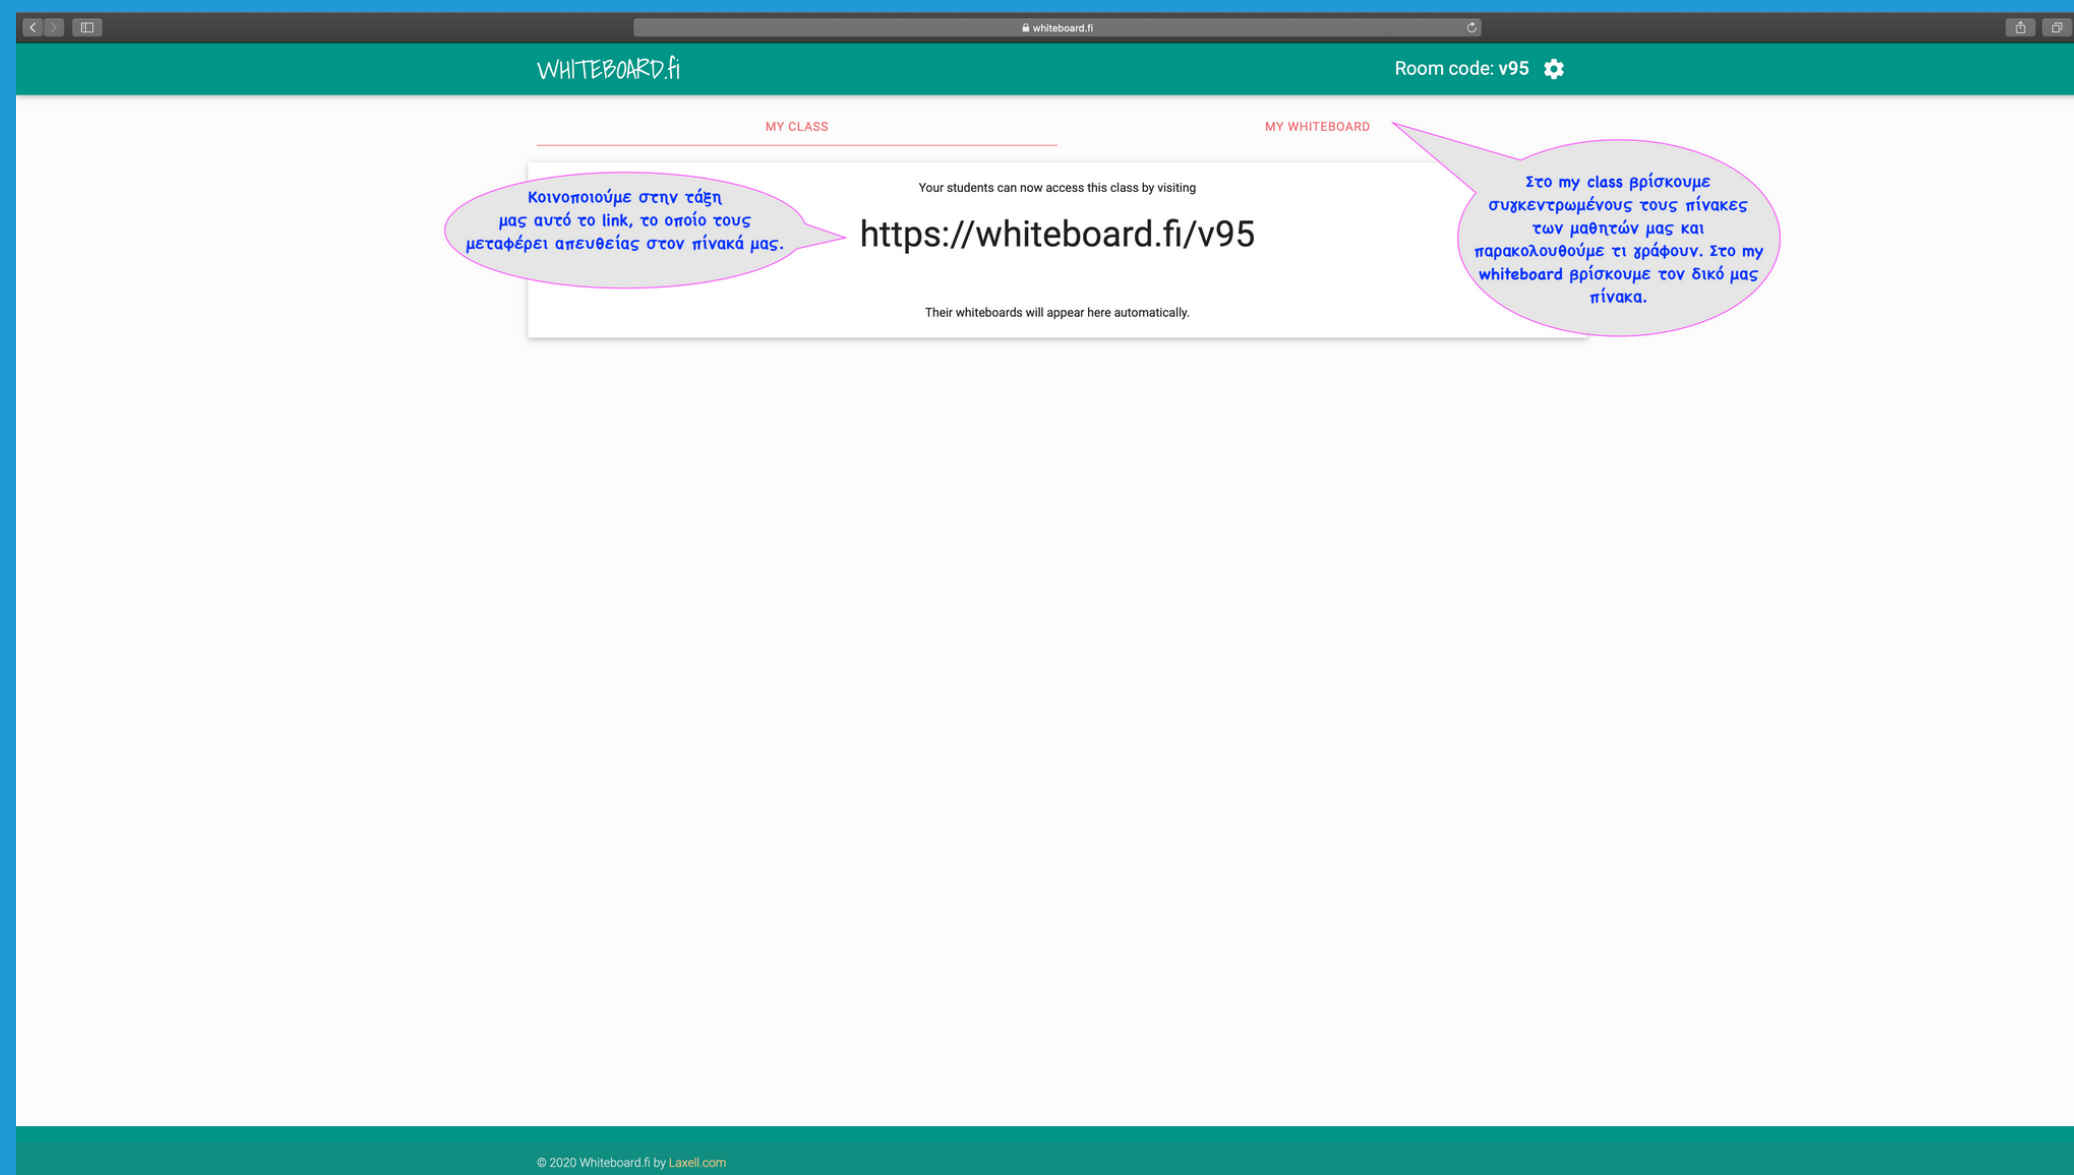 whiteboard.fi
WHITEBOARD.fi
Room code: v95
MY CLASS
MY WHITEBOARD
Your students can now access this class by visiting
https://whiteboard.fi/v95
Their whiteboards will appear here automatically.
Κοινοποιούμε στην τάξη
μας αυτό το link, το οποίο τους
μεταφέρει απευθείας στον πίνακά μας.
Στο my class βρίσκουμε
συγκεντρωμένους τους πίνακες
των μαθητών μας και
παρακολουθούμε τι γράφουν. Στο my
whiteboard βρίσκουμε τον δικό μας
πίνακα.
© 2020 Whiteboard.fi by Laxell.com